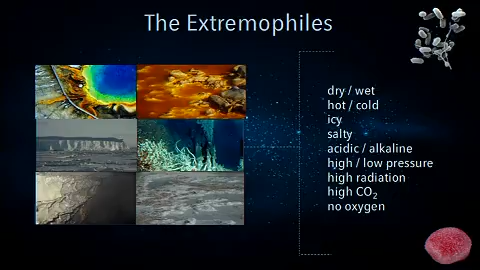 The Extremophiles
dry / wet
hot / cold
icy
salty
acidic / alkaline
high / low pressure
high radiation
high CO₂
no oxygen